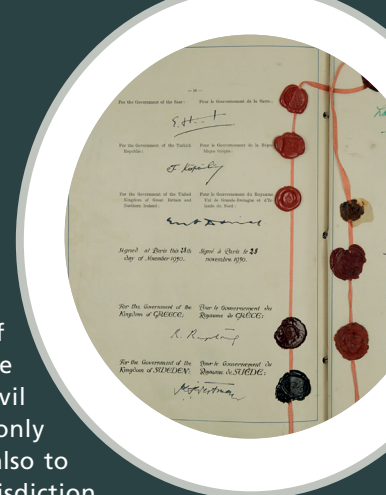 For the Government of the Saar:
Pour le Gouvernement de la Sarre:
For the Government of the Turkish
Republic:
Pour le Gouvernement de la
For the Government of the United
Kingdom of Great Britain and
Northern Ireland:
Pour le Gouvernement du Royaume
Uni de Grande-Bretagne et
du Nord:
Signed at Paris this 28th
day of November 1950.
Signé à Paris le 28
novembre 1950.
For the Government of the
Kingdom of GREECE:
Pour le Gouvernement du
Royaume de GRÈCE:
For the Government of the
Kingdom of SWEDEN:
Pour le Gouvernement du
Royaume de SUÈDE:
f
e
vil
only
also to
isdiction